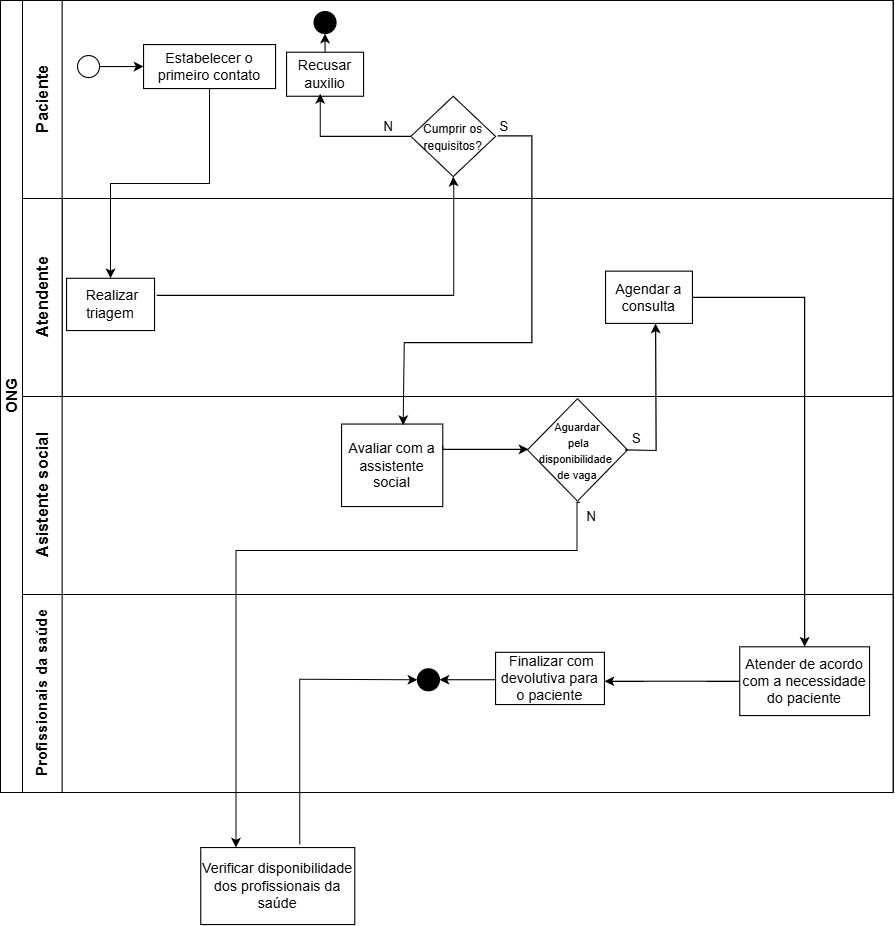 ONG
Paciente
Estabelecer o
primeiro contato
Recusar
auxilio
N
Cumprir os
requisitos?
S
Atendente
Realizar
triagem
Agendar a
consulta
Asistente social
Avaliar com a
assistente
social
Aguardar
pela
disponibilidade
de vaga
S
N
Profissionais da saúde
Finalizar com
devolutiva para
o paciente
Atender de acordo
com a necessidade
do paciente
Verificar disponibilidade
dos profissionais da
saúde